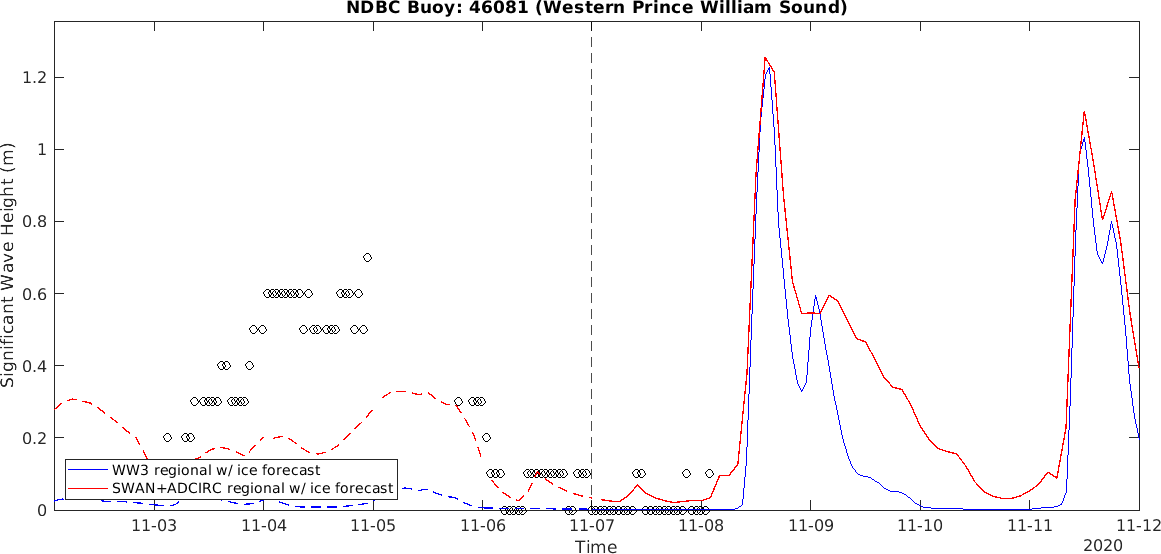 NDBC Buoy: 46081 (Western Prince William Sound)
Significant Wave Height (m)
1.2
1
0.8
0.6
0.4
0.2
0
WW3 regional w/ ice forecast
SWAN+ADCIRC regional w/ ice forecast
11-03 11-04 11-05 11-06 11-07 11-08 11-09 11-10 11-11 11-12
Time
2020